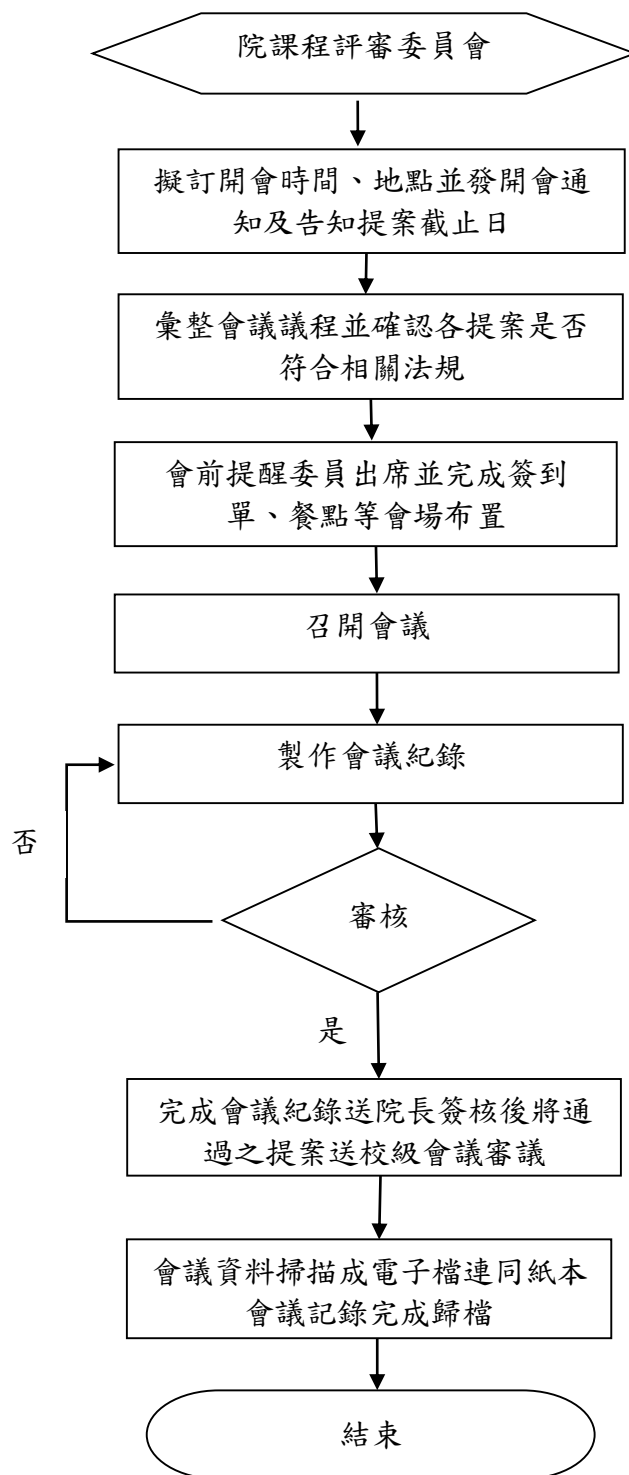 院課程評審委員會
擬訂開會時間、地點並發開會通
知及告知提案截止日
彙整會議議程並確認各提案是否
符合相關法規
會前提醒委員出席並完成簽到
單、餐點等會場布置
召開會議
製作會議紀錄
否
審核
是
完成會議紀錄送院長簽核後將通
過之提案送校級會議審議
會議資料掃描成電子檔連同紙本
會議記錄完成歸檔
結束